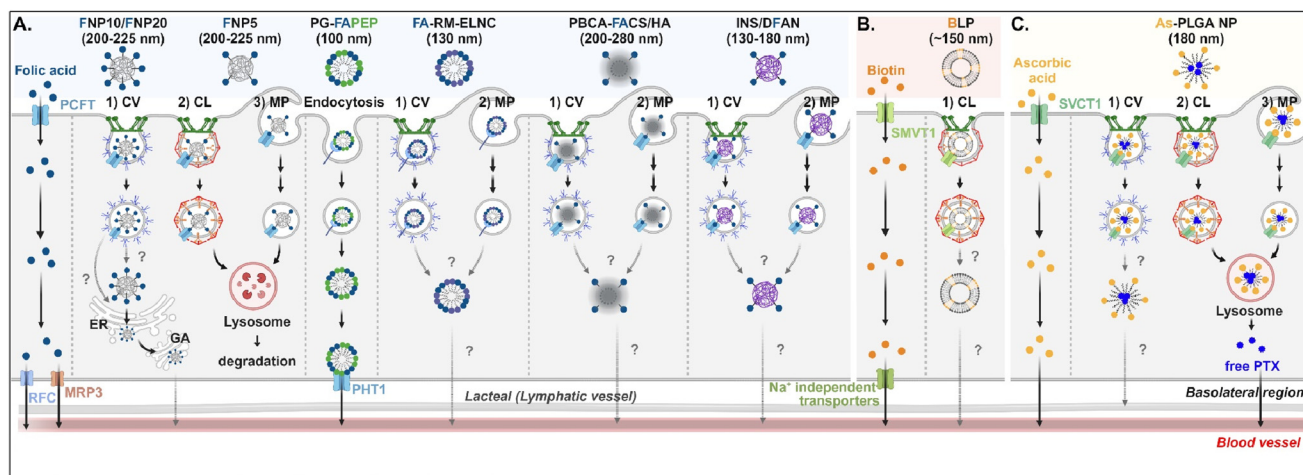 A.
FNP10/FNP20
(200-225 nm)
FNP5
(200-225 nm)
PG-FAPEP
(100 nm)
FA-RM-ELNC
(130 nm)
PBCA-FACS/HA
(200-280 nm)
INS/DFAN
(130-180 nm)
Folic acid
PCFT
1) CV
2) CL
3) MP
Endocytosis
1) CV
2) MP
1) CV
2) MP
1) CV
2) MP
?
?
?
?
?
ER
GA
Lysosome
degradation
?
?
?
RFC
MRP3
PHT1
Lacteal (Lymphatic vessel)
B.
BLP
(~150 nm)
Biotin
SMVT1
1) CL
?
?
Na⁺ independent
transporters
C.
As-PLGA NP
(180 nm)
Ascorbic
acid
SVCT1
1) CV
2) CL
3) MP
?
Lysosome
?
free PTX
Basolateral region
Blood vessel